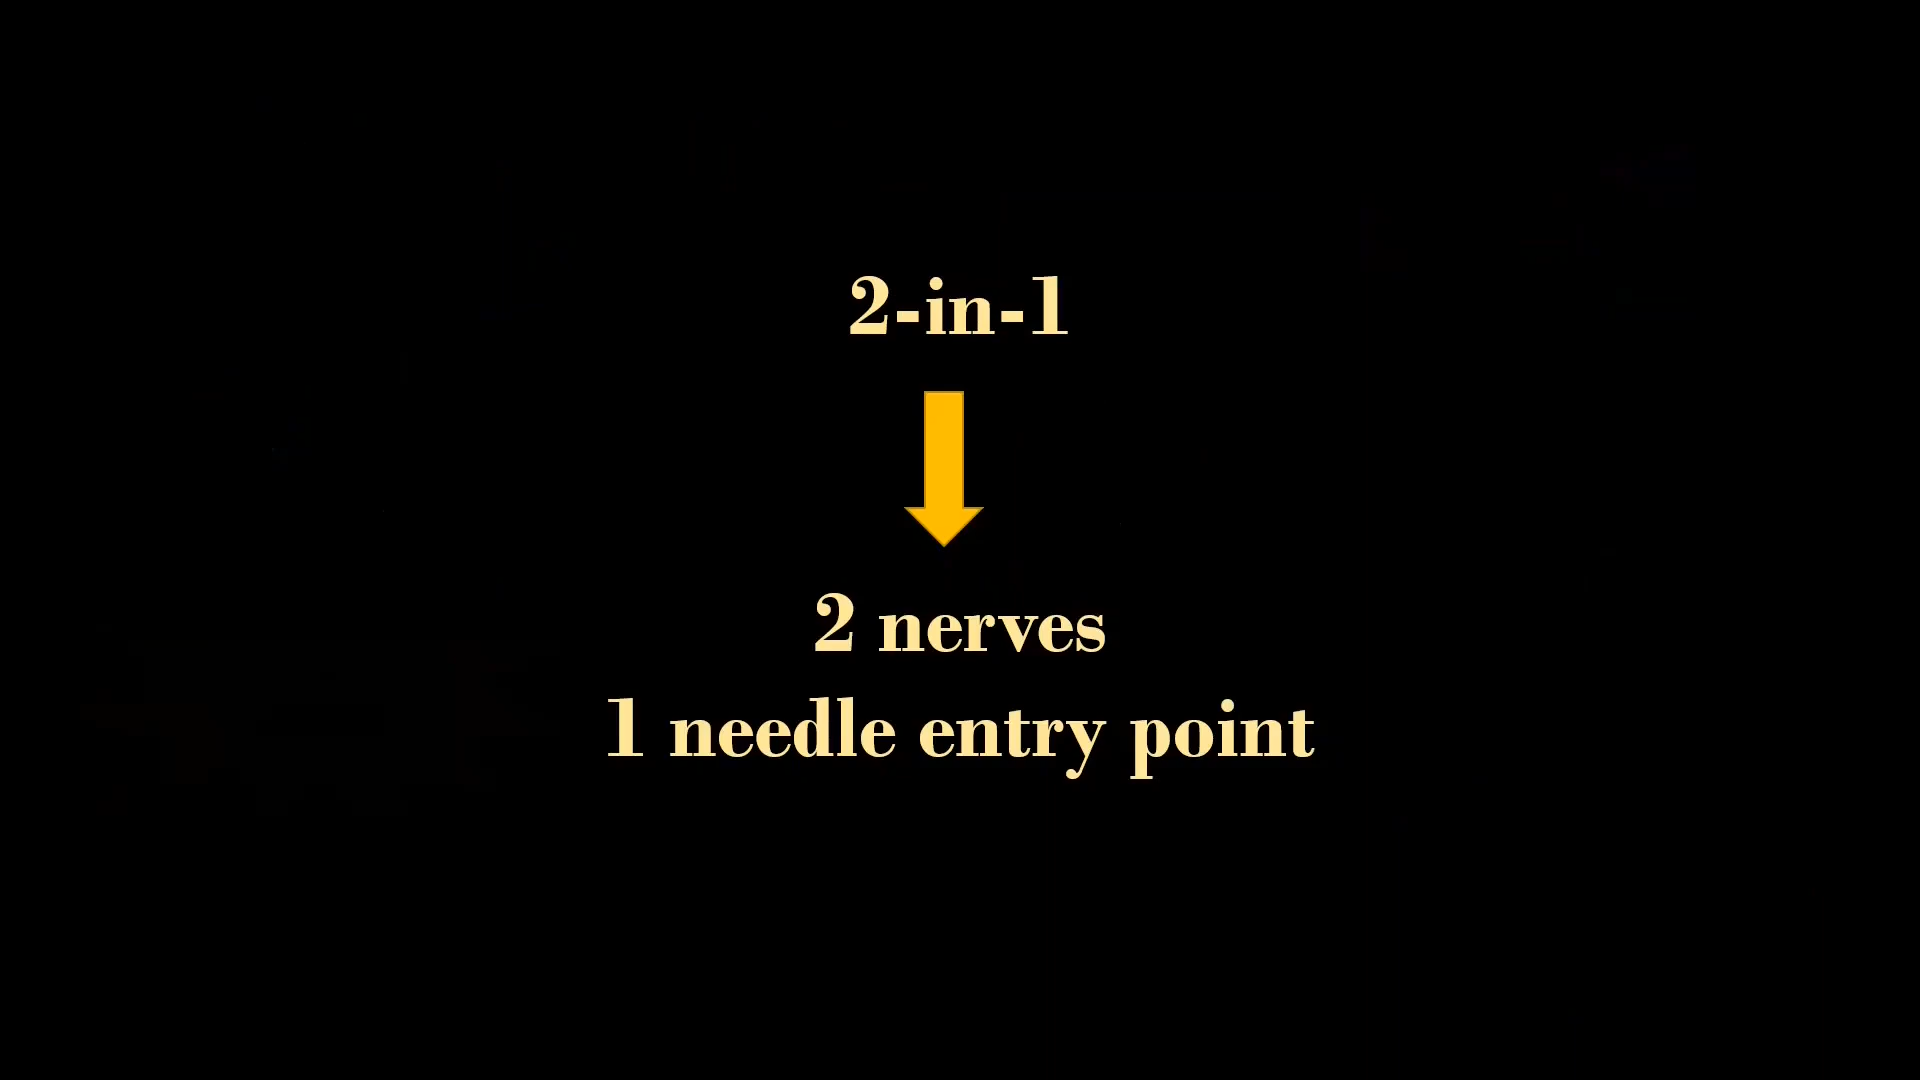 2-in-1
2 nerves
1 needle entry point